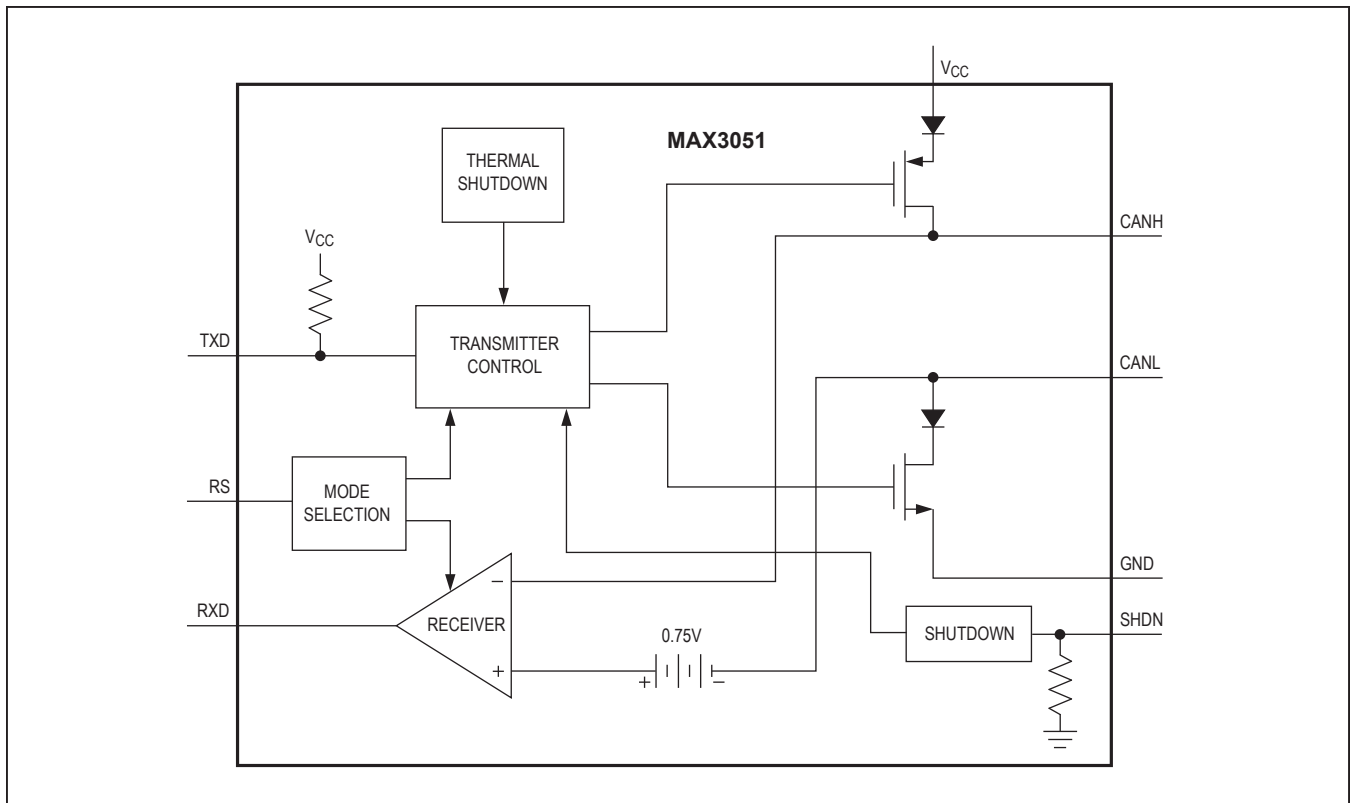 VCC
MAX3051
THERMAL
SHUTDOWN
CANH
VCC
TXD
TRANSMITTER
CONTROL
CANL
RS
MODE
SELECTION
GND
RXD
RECEIVER
−
+
0.75V
+
−
SHUTDOWN
SHDN